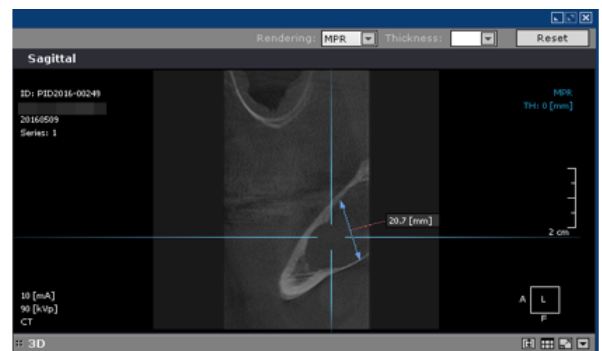 Rendering: MPR Thickness: Reset
Sagittal
ID: PID2016-00249
20160509
Series: 1
MPR
TH: 0 [mm]
20.7 [mm]
2 cm
10 [mA]
90 [kVp]
CT
A L
F
3D